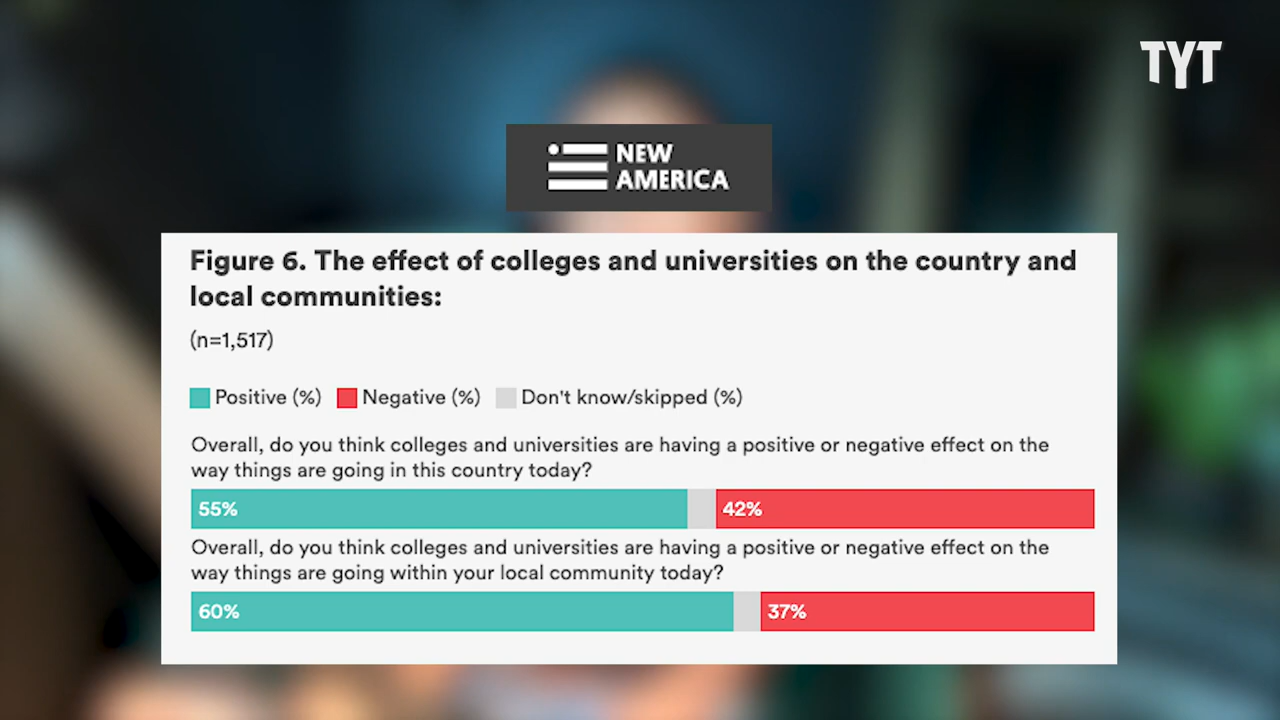 TYT
NEW
AMERICA
Figure 6. The effect of colleges and universities on the country and
local communities:
(n=1,517)
Positive (%) Negative (%) Don't know/skipped (%)
Overall, do you think colleges and universities are having a positive or negative effect on the
way things are going in this country today?
55% 42%
Overall, do you think colleges and universities are having a positive or negative effect on the
way things are going within your local community today?
60% 37%